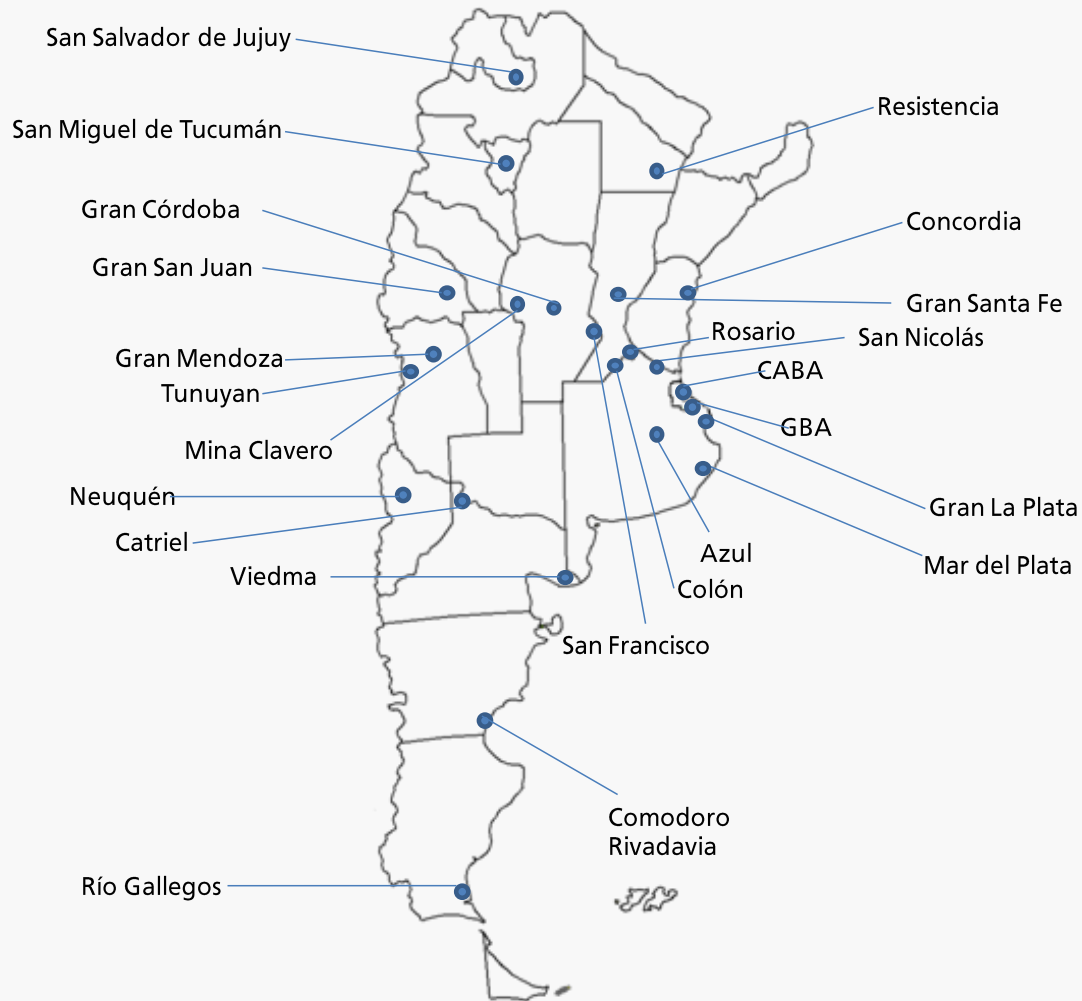 San Salvador de Jujuy
Resistencia
San Miguel de Tucumán
Gran Córdoba
Concordia
Gran San Juan
Gran Santa Fe
Rosario
San Nicolás
Gran Mendoza
CABA
Tunuyan
GBA
Mina Clavero
Neuquén
Gran La Plata
Catriel
Azul
Mar del Plata
Viedma
Colón
San Francisco
Comodoro
Rivadavia
Río Gallegos